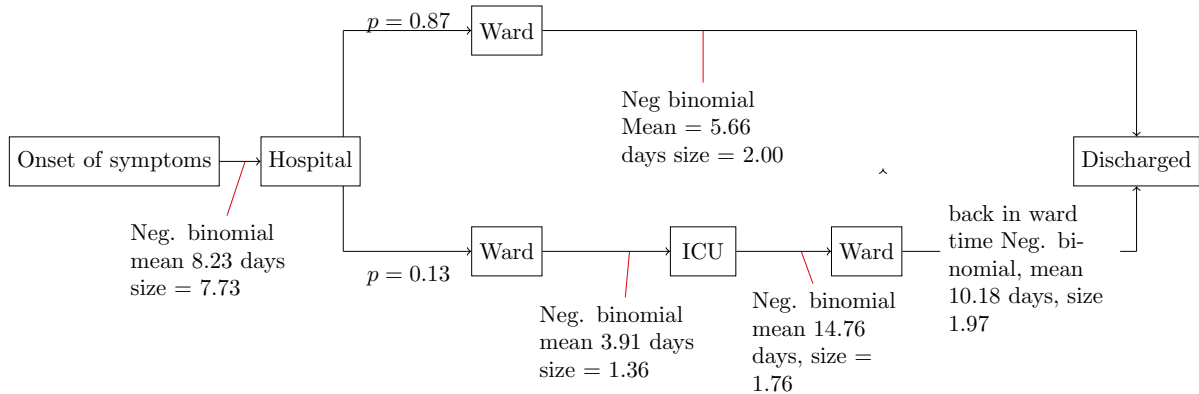 p = 0.87
Ward
Neg binomial
Mean = 5.66
days size = 2.00
Onset of symptoms
Hospital
Discharged
Neg. binomial
mean 8.23 days
size = 7.73
p = 0.13
Ward
ICU
Ward
back in ward
time Neg. bi-
nomial, mean
10.18 days, size
1.97
Neg. binomial
mean 3.91 days
size = 1.36
Neg. binomial
mean 14.76
days, size =
1.76